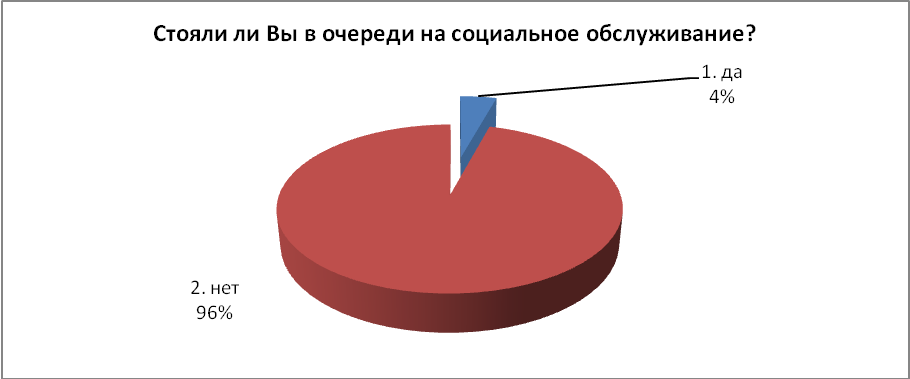 Стояли ли Вы в очереди на социальное обслуживание?
1. да
4%
2. нет
96%